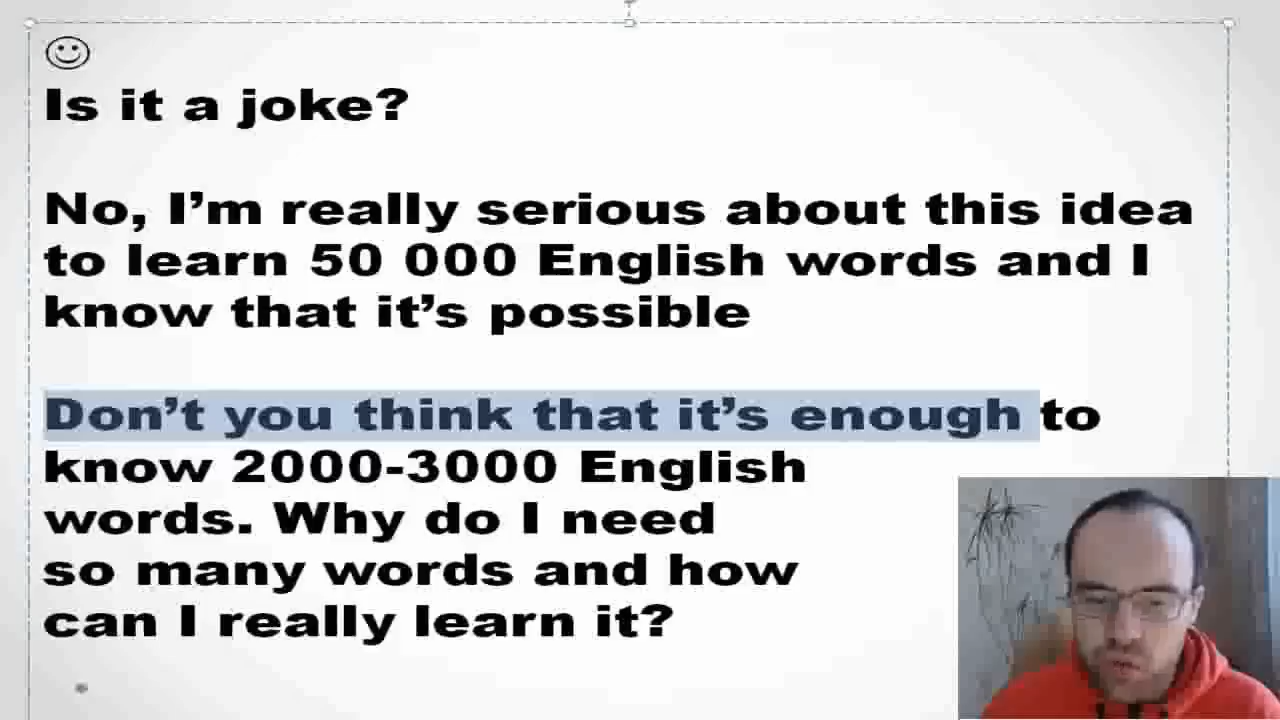 Is it a joke?
No, I’m really serious about this idea
to learn 50 000 English words and I
know that it’s possible
Don’t you think that it’s enough to
know 2000-3000 English
words. Why do I need
so many words and how
can I really learn it?